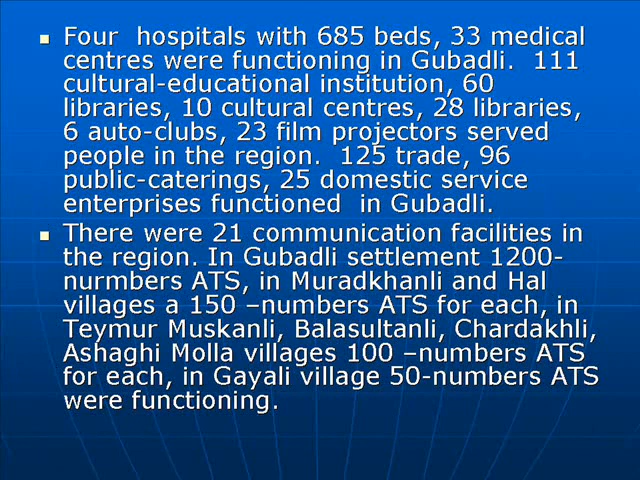 Four  hospitals with 685 beds, 33 medical
centres were functioning in Gubadli.  111
cultural-educational institution, 60
libraries, 10 cultural centres, 28 libraries,
6 auto-clubs, 23 film projectors served
people in the region.  125 trade, 96
public-caterings, 25 domestic service
enterprises functioned  in Gubadli.
There were 21 communication facilities in
the region. In Gubadli settlement 1200-
nurmbers ATS, in Muradkhanli and Hal
villages a 150 –numbers ATS for each, in
Teymur Muskanli, Balasultanli, Chardakhli,
Ashaghi Molla villages 100 –numbers ATS
for each, in Gayali village 50-numbers ATS
were functioning.